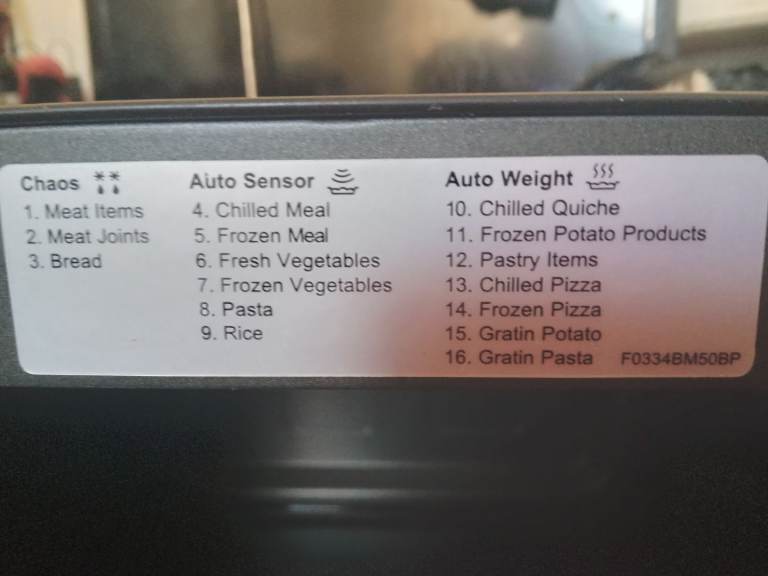 Chaos
1. Meat Items
2. Meat Joints
3. Bread
Auto Sensor
4. Chilled Meal
5. Frozen Meal
6. Fresh Vegetables
7. Frozen Vegetables
8. Pasta
9. Rice
Auto Weight
10. Chilled Quiche
11. Frozen Potato Products
12. Pastry Items
13. Chilled Pizza
14. Frozen Pizza
15. Gratin Potato
16. Gratin Pasta
F0334BM50BP